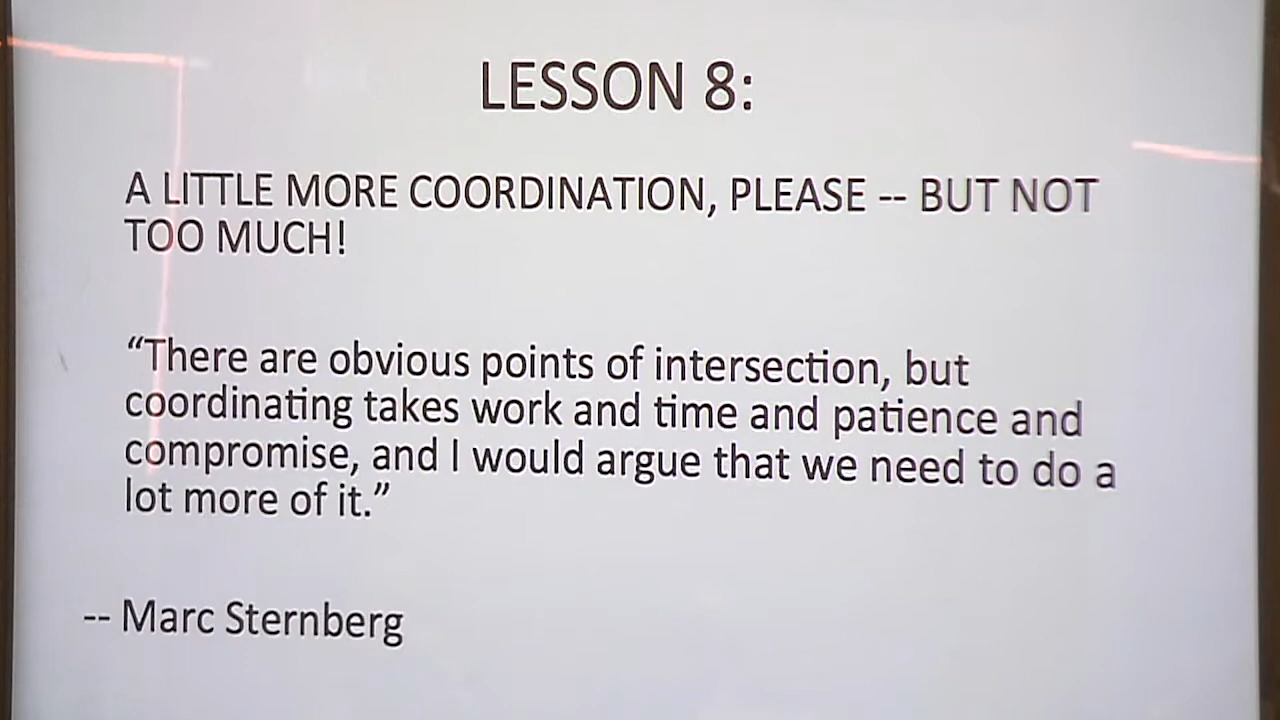 LESSON 8:
A LITTLE MORE COORDINATION, PLEASE -- BUT NOT
TOO MUCH!
“There are obvious points of intersection, but
coordinating takes work and time and patience and
compromise, and I would argue that we need to do a
lot more of it.”
-- Marc Sternberg